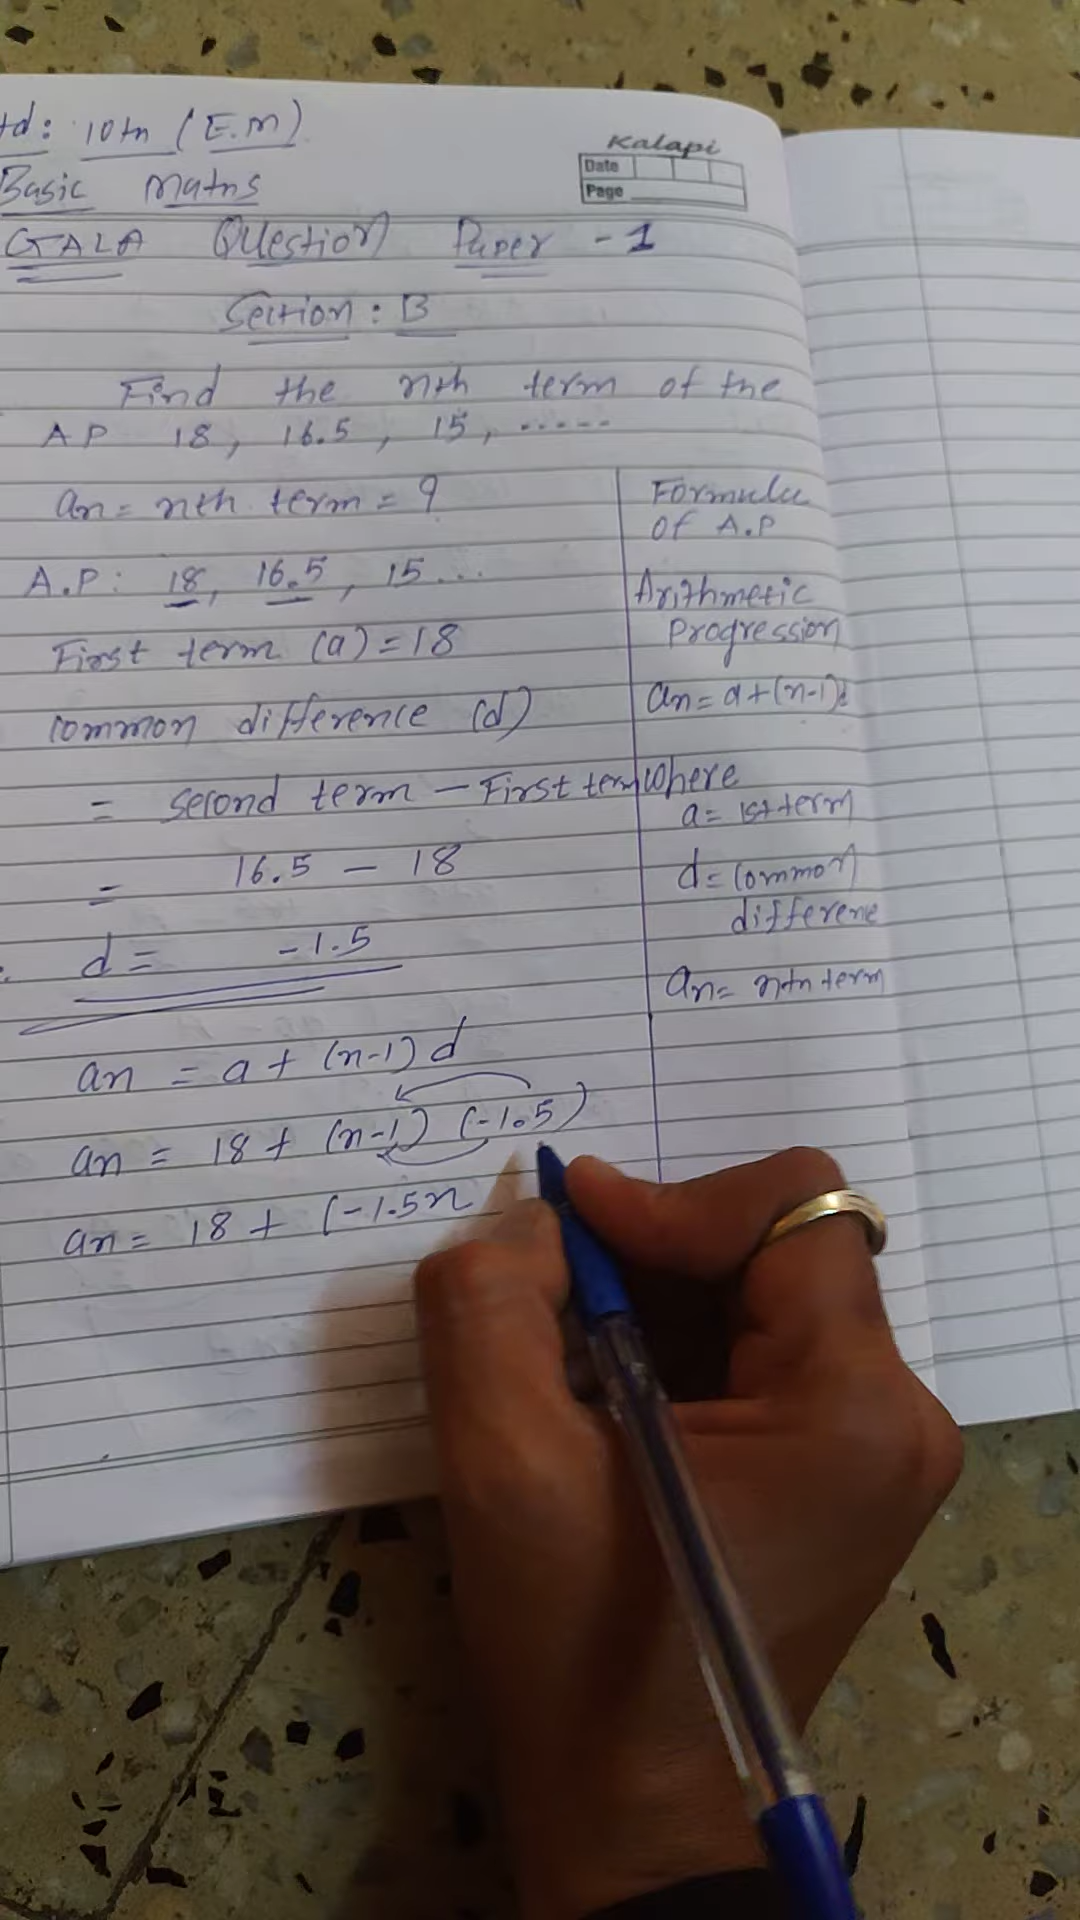 td: 10th (E.M)
Kalapi
Date
Page
Basic Maths
GALA Question Paper - 1
Section : B
Find the nth term of the
A P 18, 16.5, 15, .....
an = nth term = ?
A.P: 18, 16.5, 15...
First term (a) = 18
common difference (d)
= second term - First term
= 16.5 - 18
d = -1.5
an = a + (n-1) d
an = 18 + (n-1) (-1.5)
an = 18 + (-1.5n
Formula
of A.P
Arithmetic
Progression
an = a + (n-1)d
Where
a = 1st term
d = common
differene
an = nth term